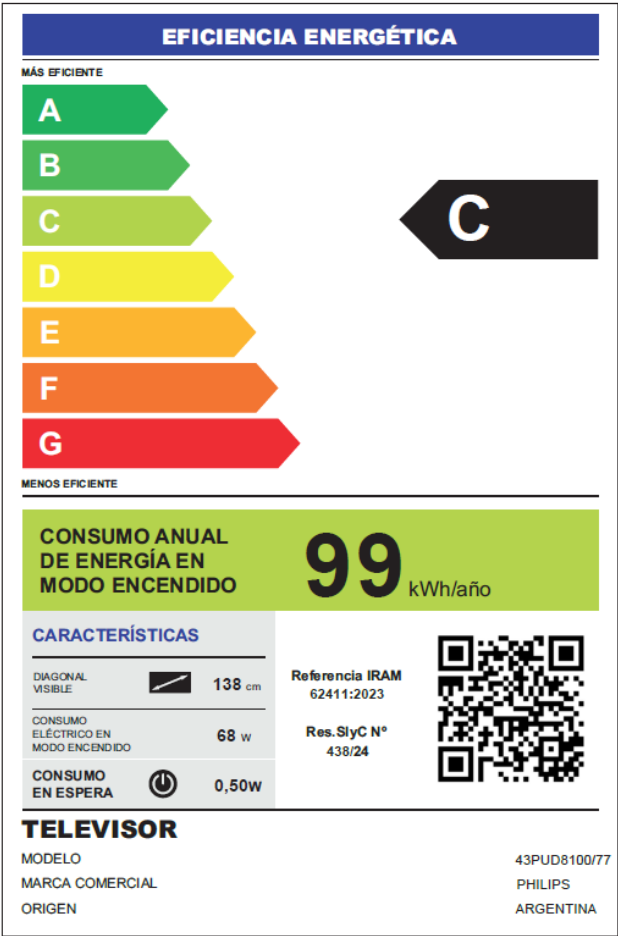 EFICIENCIA ENERGÉTICA
MÁS EFICIENTE
A
B
C
C
D
E
F
G
MENOS EFICIENTE
CONSUMO ANUAL
DE ENERGÍA EN
MODO ENCENDIDO
99 kWh/año
CARACTERÍSTICAS
DIAGONAL
VISIBLE
138 cm
CONSUMO
ELÉCTRICO EN
MODO ENCENDIDO
68 W
CONSUMO
EN ESPERA
0,50W
Referencia IRAM
62411:2023
Res.SIyC Nº
438/24
TELEVISOR
MODELO 43PUD8100/77
MARCA COMERCIAL PHILIPS
ORIGEN ARGENTINA